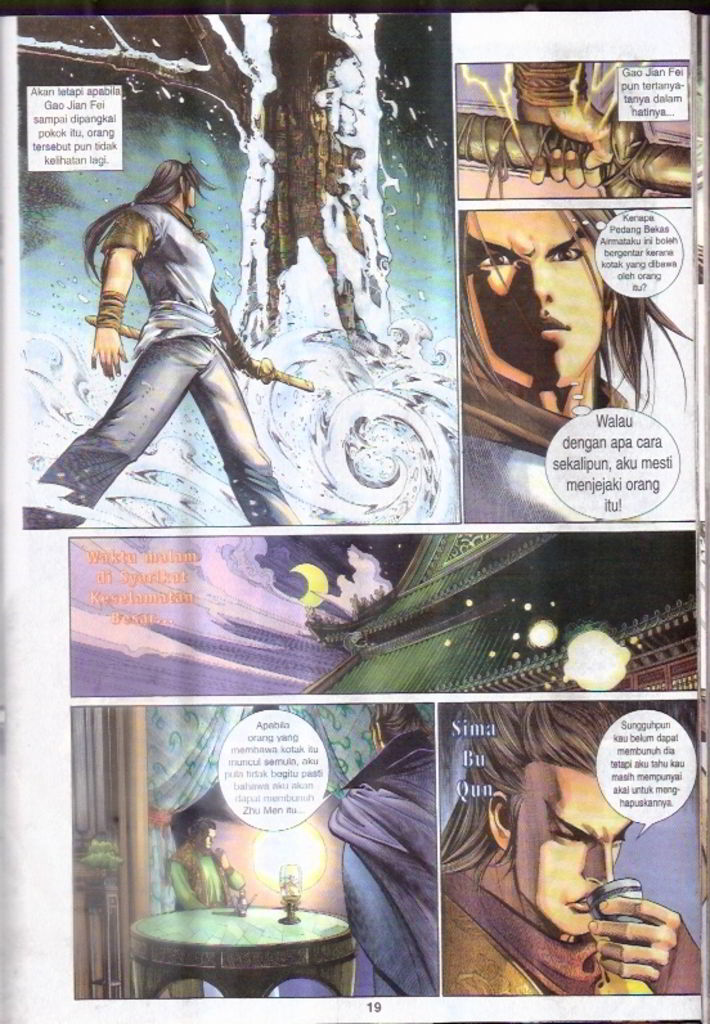 Akan tetapi apabila
Gao Jian Fei
sampai dipangkal
pokok itu, orang
tersebut pun tidak
kelihatan lagi.
Gao Jian Fei
pun tertanya-
tanya dalam
hatinya...
Kenapa
Pedang Bekas
Airmataku ini boleh
bergentar kerana
kotak yang dibawa
oleh orang
itu?
Walau
dengan apa cara
sekalipun, aku mesti
menjejaki orang
itu!
Waktu malam
di Syarikat
Keselamatan
Besar...
Apabila
orang yang
membawa kotak itu
muncul semula, aku
pula tidak begitu pasti
bahawa aku akan
dapat membunuh
Zhu Men itu...
Sima
Bu
Qun
Sungguhpun
kau belum dapat
membunuh dia
tetapi aku tahu kau
masih mempunyai
akal untuk meng-
hapuskannya.
19